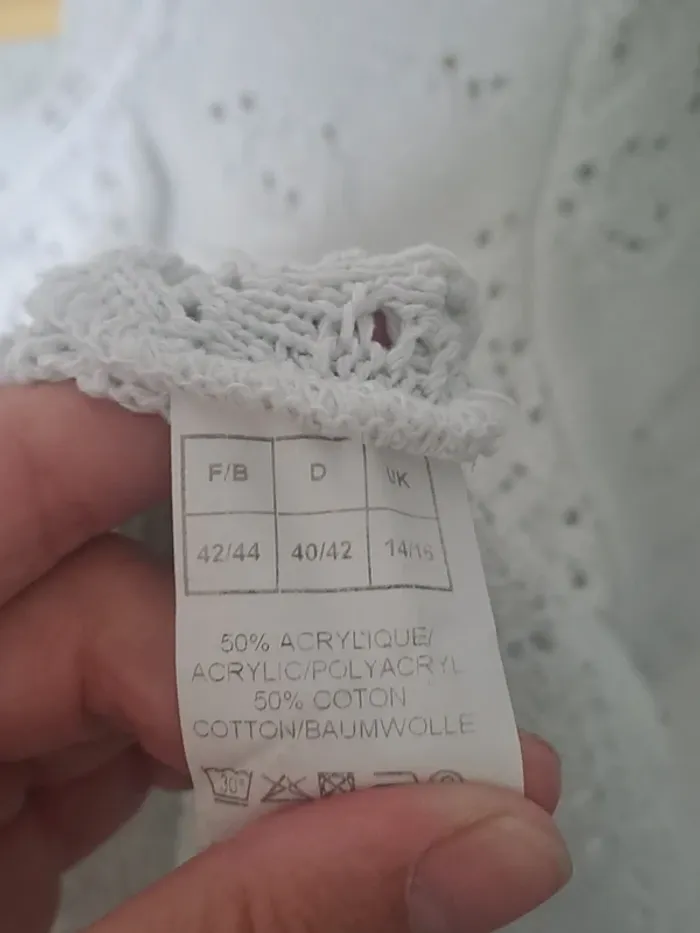 F/B D UK
42/44 40/42 14/16
50% ACRYLIQUE/
ACRYLIC/POLYACRYL
50% COTON
COTTON/BAUMWOLLE
30°